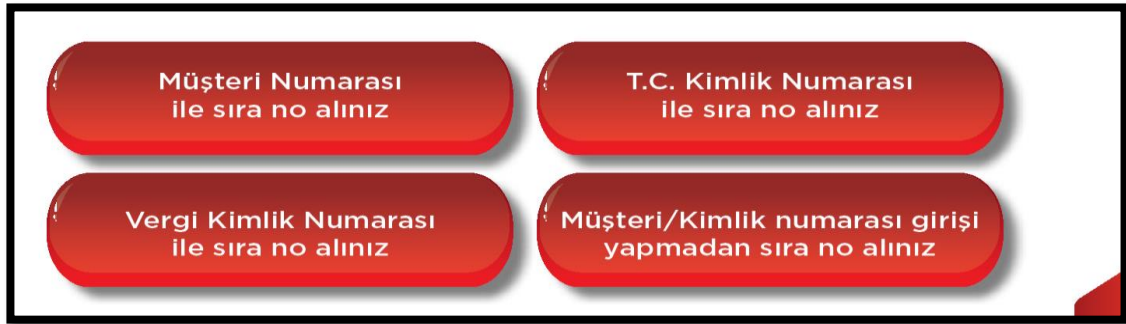 Müşteri Numarası
ile sıra no alınız
T.C. Kimlik Numarası
ile sıra no alınız
Vergi Kimlik Numarası
ile sıra no alınız
Müşteri/Kimlik numarası girişi
yapmadan sıra no alınız